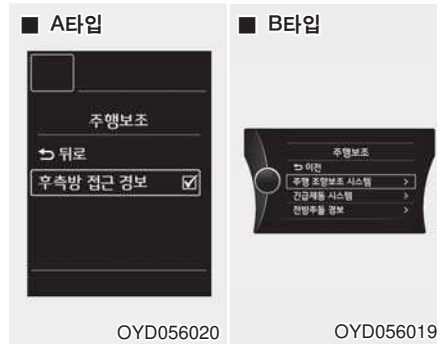 ■ A타입
주행보조
뒤로
후측방 접근 경보
OYD056020
■ B타입
주행보조
이전
주행 조향보조 시스템 >
긴급제동 시스템 >
전방주돌 경보 >
OYD056019